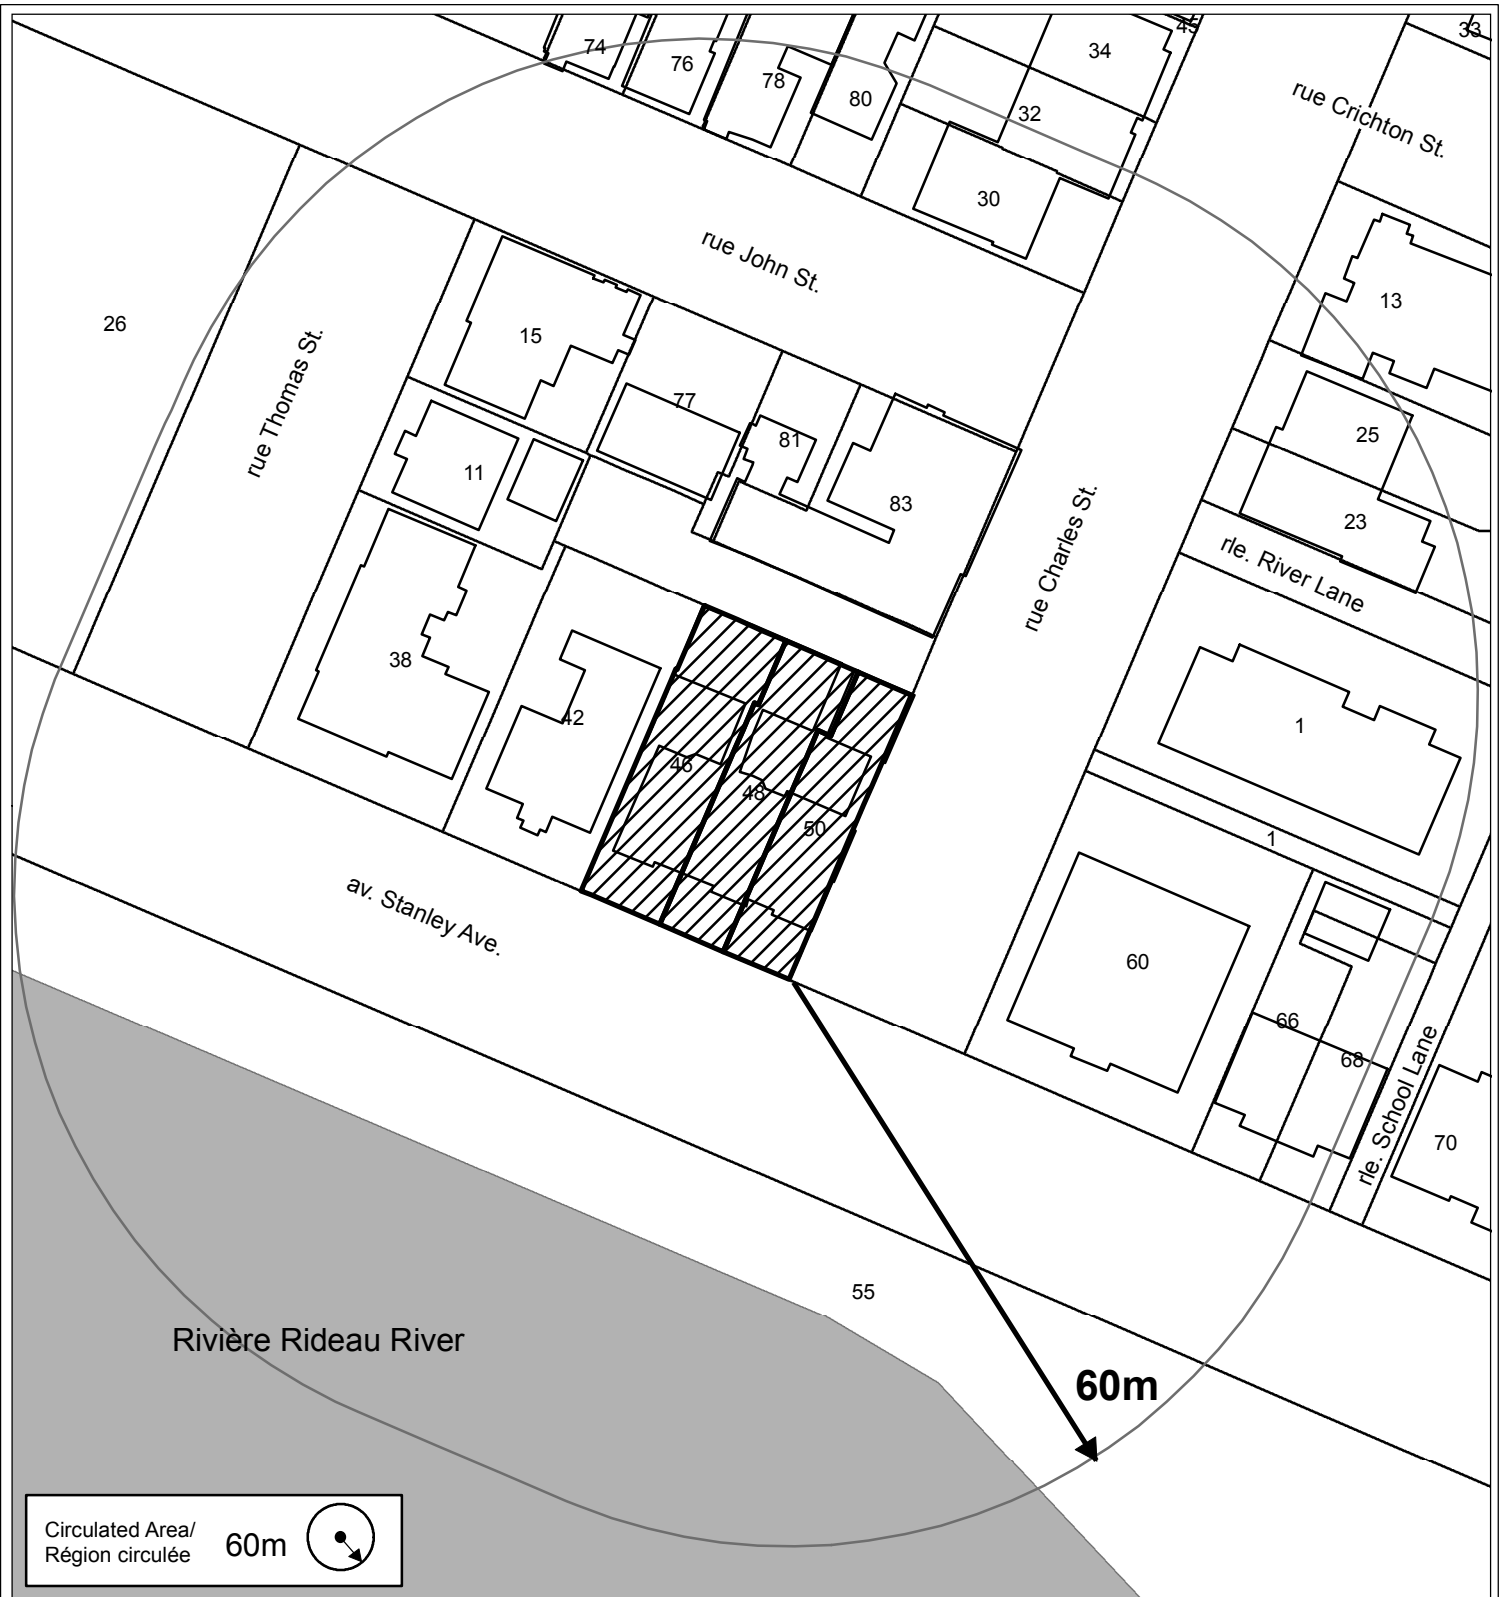 74
76
78
80
34
45
33
32
30
rue Crichton St.
rue John St.
13
26
15
rue Thomas St.
77
81
25
11
83
23
rue Charles St.
rle. River Lane
38
42
46
48
50
1
1
av. Stanley Ave.
60
66
68
rle. School Lane
70
55
Rivière Rideau River
60m
Circulated Area/
Région circulée
60m